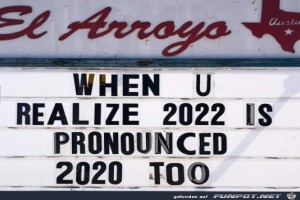 El Arroyo
Austin
WHEN U
REALIZE 2022 IS
PRONOUNCED
2020 TOO
gefunden auf
FUNPOT.NET